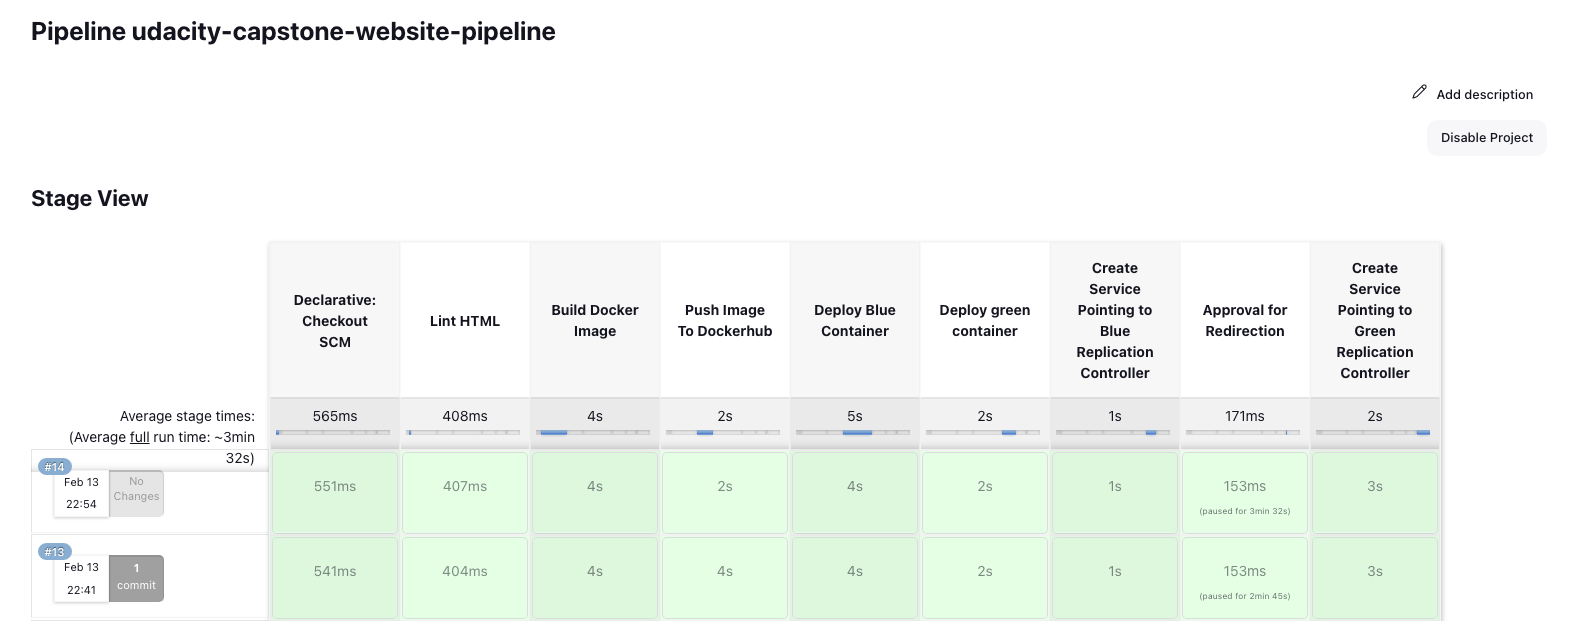 Pipeline udacity-capstone-website-pipeline
Add description
Disable Project
Stage View
Declarative:
Checkout
SCM
Lint HTML
Build Docker
Image
Push Image
To Dockerhub
Deploy Blue
Container
Deploy green
container
Create
Service
Pointing to
Blue
Replication
Controller
Approval for
Redirection
Create
Service
Pointing to
Green
Replication
Controller
Average stage times:
(Average full run time: ~3min
32s)
565ms
408ms
4s
2s
5s
2s
1s
171ms
2s
#14
Feb 13
22:54
No
Changes
551ms
407ms
4s
2s
4s
2s
1s
153ms
(paused for 3min 32s)
3s
#13
Feb 13
22:41
1
commit
541ms
404ms
4s
4s
4s
2s
1s
153ms
(paused for 2min 45s)
3s